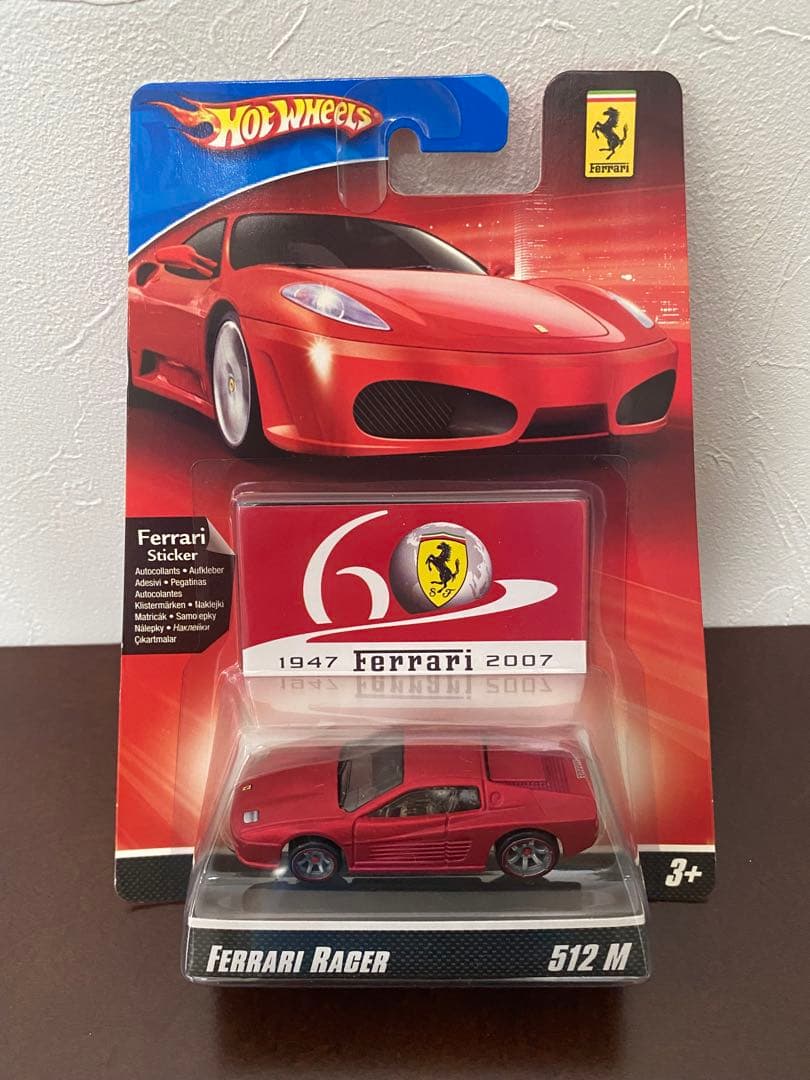 HOT WHEELS
Ferrari
Ferrari
Sticker
Autocollants • Aufkleber
Adesivi • Pegatinas
Autocolantes
Klistermärken • Naklejki
Matricák • Samolepky
Nálepky • Наклейки
Çıkartmalar
60
S F
1947 Ferrari 2007
3+
FERRARI RACER
512 M